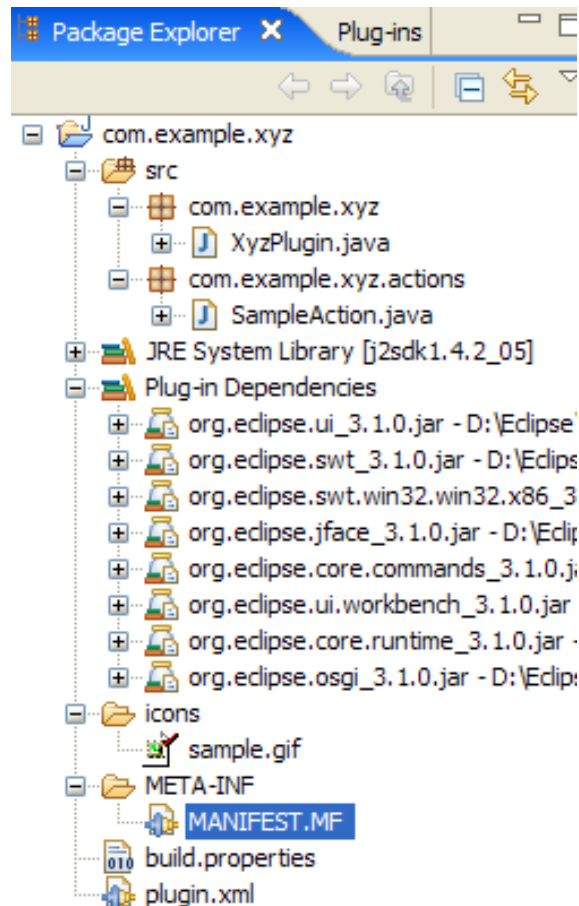 Package Explorer Plug-ins
com.example.xyz
src
com.example.xyz
XyzPlugin.java
com.example.xyz.actions
SampleAction.java
JRE System Library [j2sdk1.4.2_05]
Plug-in Dependencies
org.eclipse.ui_3.1.0.jar - D:\Eclipse
org.eclipse.swt_3.1.0.jar - D:\Eclips
org.eclipse.swt.win32.win32.x86_3
org.eclipse.jface_3.1.0.jar - D:\Eclip
org.eclipse.core.commands_3.1.0.ja
org.eclipse.ui.workbench_3.1.0.jar
org.eclipse.core.runtime_3.1.0.jar -
org.eclipse.osgi_3.1.0.jar - D:\Eclips
icons
sample.gif
META-INF
MANIFEST.MF
build.properties
plugin.xml